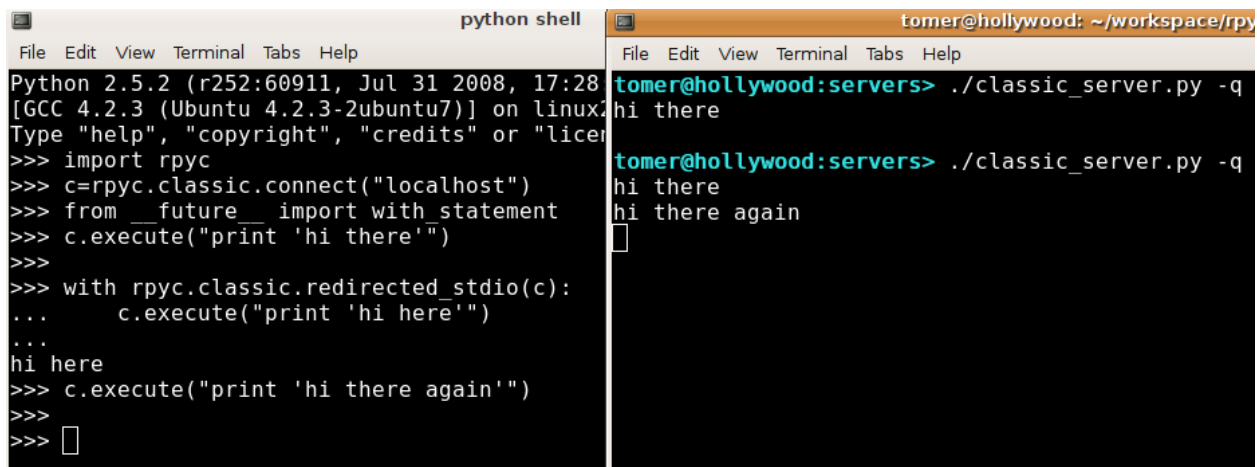 python shell
File Edit View Terminal Tabs Help
Python 2.5.2 (r252:60911, Jul 31 2008, 17:28:
[GCC 4.2.3 (Ubuntu 4.2.3-2ubuntu7)] on linux2
Type "help", "copyright", "credits" or "licen
>>> import rpyc
>>> c=rpyc.classic.connect("localhost")
>>> from __future__ import with_statement
>>> c.execute("print 'hi there'")
>>>
>>> with rpyc.classic.redirected_stdio(c):
...     c.execute("print 'hi here'")
...
hi here
>>> c.execute("print 'hi there again'")
>>>
>>>
tomer@hollywood: ~/workspace/rpy
File Edit View Terminal Tabs Help
tomer@hollywood:servers> ./classic_server.py -q
hi there
tomer@hollywood:servers> ./classic_server.py -q
hi there
hi there again